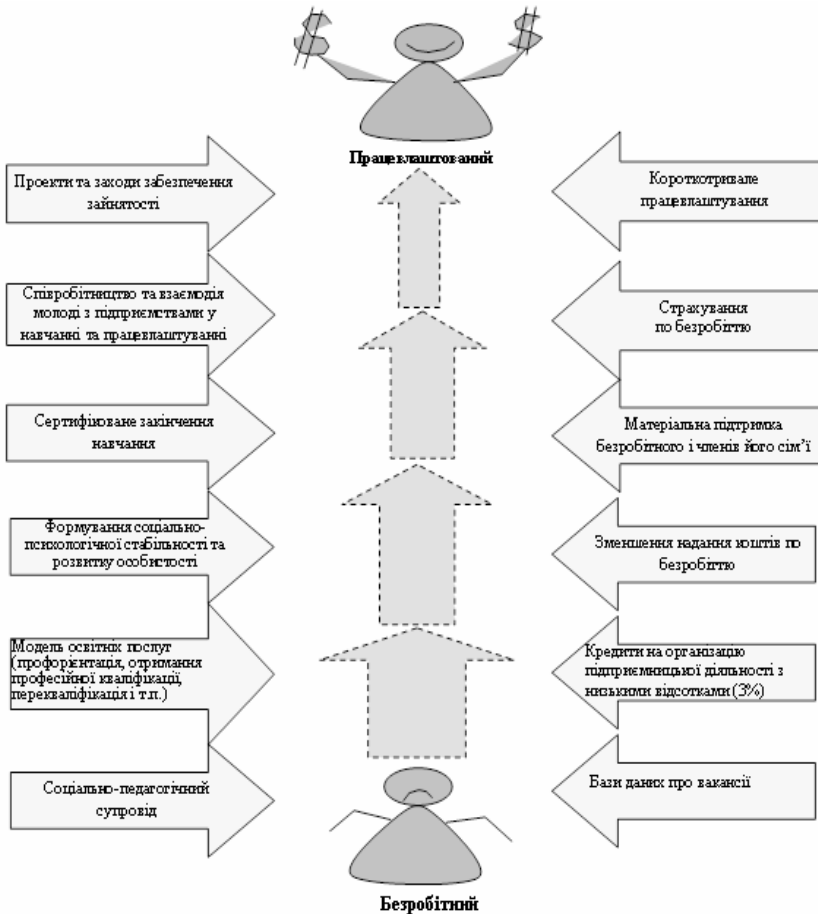 $
$
Працевлаштований
Проекти та заходи забезпечення
зайнятості
Короткотривале
працевлаштування
Співробітництво та взаємодія
молоді з підприємствами у
навчанні та працевлаштуванні
Страхування
по безробіттю
Сертифіковане закінчення
навчання
Матеріальна підтримка
безробітного і членів його сім’ї
Формування соціально-
психологічної стабільності та
розвитку особистості
Зменшення надання коштів по
безробіттю
Модель освітніх послуг
(профорієнтація, отримання
професійної кваліфікації,
перекваліфікація і т.п.)
Кредити на організацію
підприємницької діяльності з
низькими відсотками (3%)
Соціально-педагогічний
супровід
Бази даних про вакансії
Безробітний